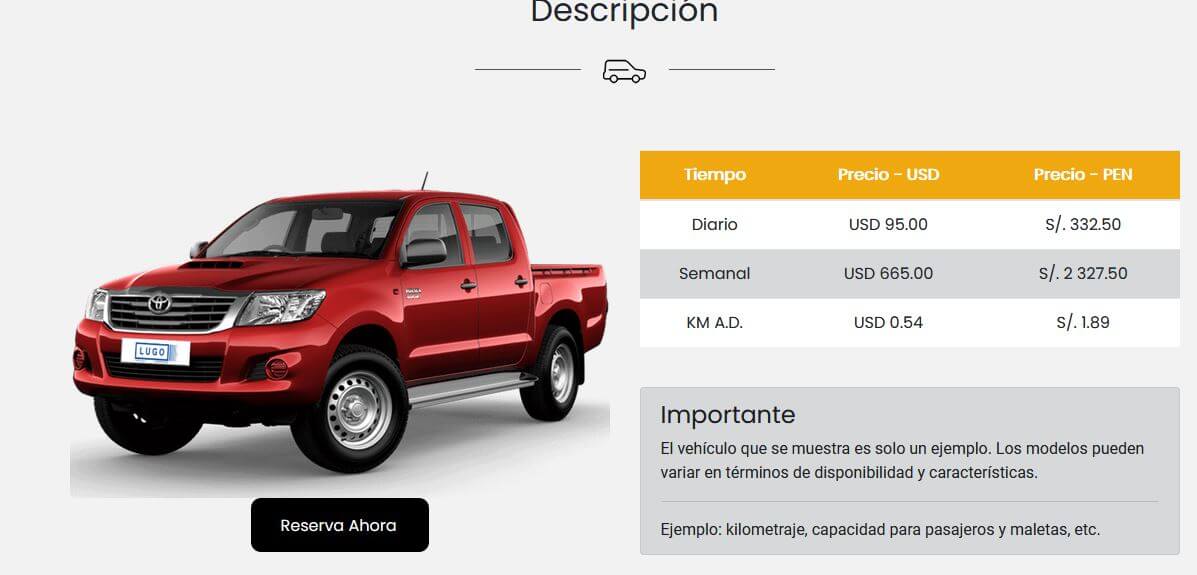 Descripción
Tiempo Precio - USD Precio - PEN
Diario USD 95.00 S/. 332.50
Semanal USD 665.00 S/. 2 327.50
KM A.D. USD 0.54 S/. 1.89
LUGO
Importante
El vehículo que se muestra es solo un ejemplo. Los modelos pueden
variar en términos de disponibilidad y características.
Ejemplo: kilometraje, capacidad para pasajeros y maletas, etc.
Reserva Ahora